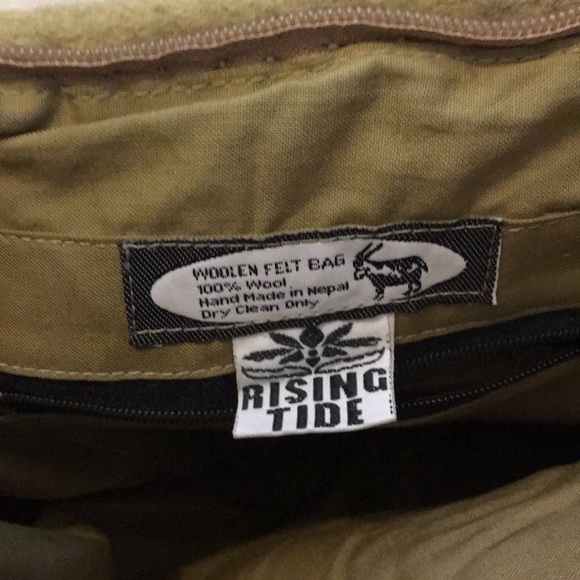 WOOLEN FELT BAG
100% Wool
Hand Made in Nepal
Dry Clean Only
RISING
TIDE